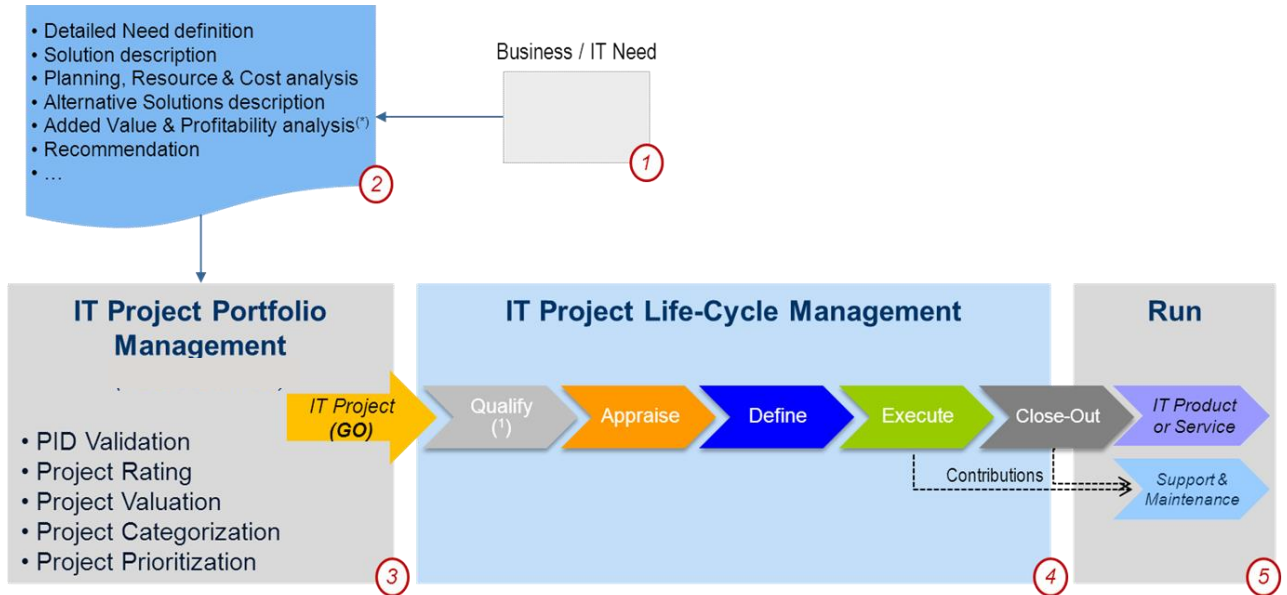 • Detailed Need definition
• Solution description
• Planning, Resource & Cost analysis
• Alternative Solutions description
• Added Value & Profitability analysis(*)
• Recommendation
• ...
2
Business / IT Need
1
IT Project Portfolio
Management
IT Project
(GO)
• PID Validation
• Project Rating
• Project Valuation
• Project Categorization
• Project Prioritization
3
IT Project Life-Cycle Management
Qualify
(1)
Appraise
Define
Execute
Close-Out
Contributions
4
Run
IT Product
or Service
Support &
Maintenance
5